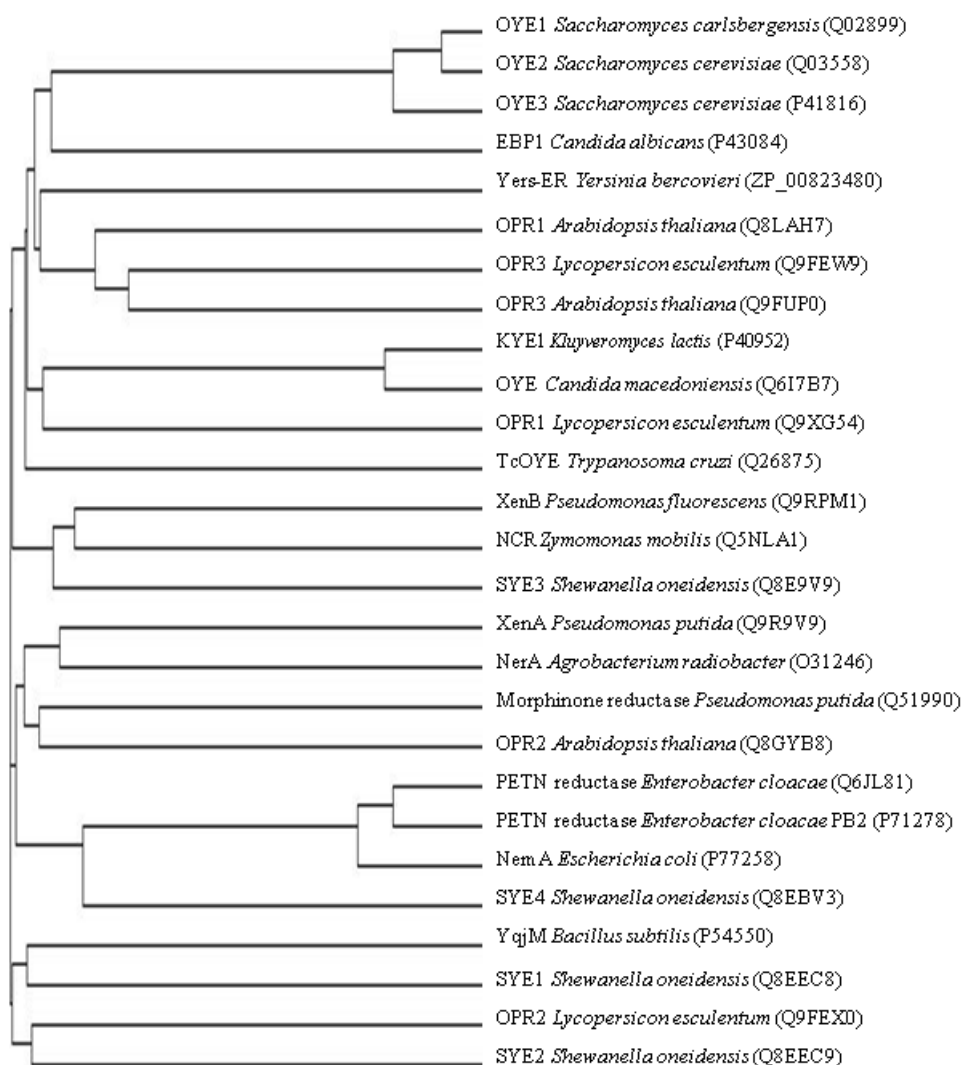 OYE1 Saccharomyces carlsbergensis (Q02899)
OYE2 Saccharomyces cerevisiae (Q03558)
OYE3 Saccharomyces cerevisiae (P41816)
EBP1 Candida albicans (P43084)
Yers-ER Yersinia bercovieri (ZP_00823480)
OPR1 Arabidopsis thaliana (Q8LAH7)
OPR3 Lycopersicon esculentum (Q9FEW9)
OPR3 Arabidopsis thaliana (Q9FUP0)
KYE1 Kluyveromyces lactis (P40952)
OYE Candida macedoniensis (Q6I7B7)
OPR1 Lycopersicon esculentum (Q9XG54)
TcOYE Trypanosoma cruzi (Q26875)
XenB Pseudomonas fluorescens (Q9RPM1)
NCR Zymomonas mobilis (Q5NLA1)
SYE3 Shewanella oneidensis (Q8E9V9)
XenA Pseudomonas putida (Q9R9V9)
NerA Agrobacterium radiobacter (O31246)
Morphinone reductase Pseudomonas putida (Q51990)
OPR2 Arabidopsis thaliana (Q8GYB8)
PETN reductase Enterobacter cloacae (Q6JL81)
PETN reductase Enterobacter cloacae PB2 (P71278)
NemA Escherichia coli (P77258)
SYE4 Shewanella oneidensis (Q8EBV3)
YqjM Bacillus subtilis (P54550)
SYE1 Shewanella oneidensis (Q8EEC8)
OPR2 Lycopersicon esculentum (Q9FEX0)
SYE2 Shewanella oneidensis (Q8EEC9)